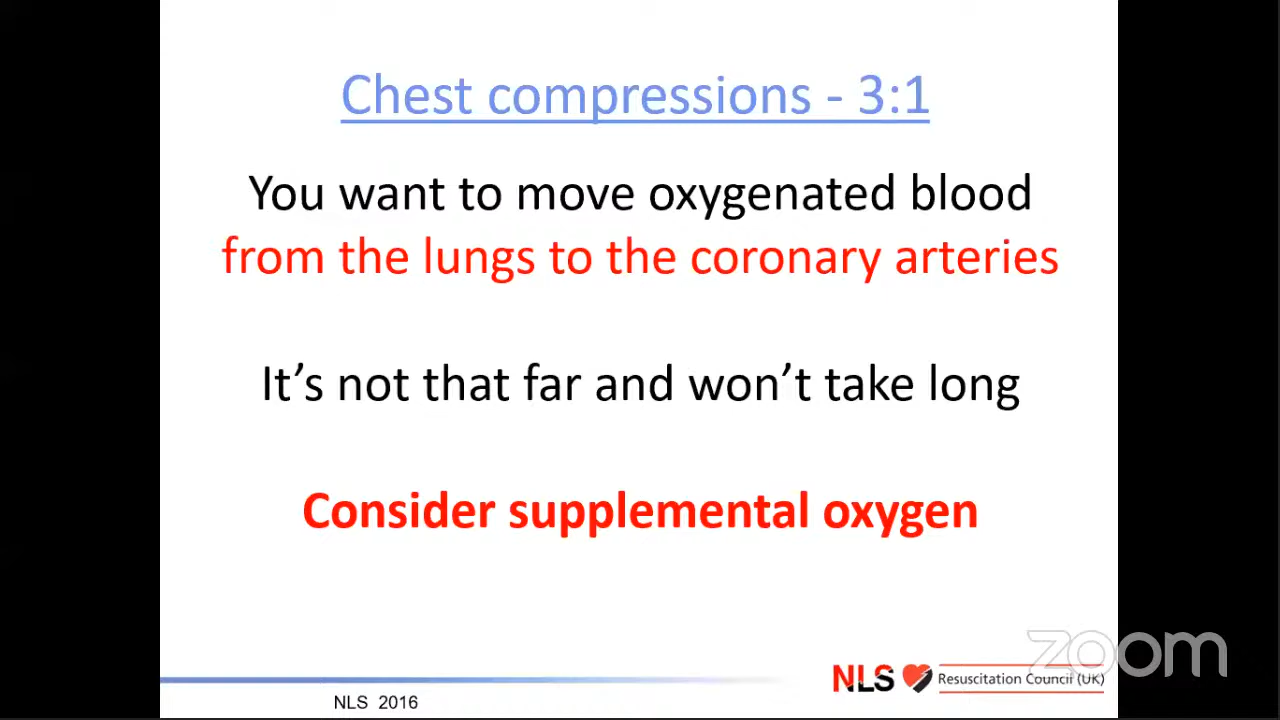 Chest compressions - 3:1
You want to move oxygenated blood
from the lungs to the coronary arteries
It’s not that far and won’t take long
Consider supplemental oxygen
zoom
NLS Resuscitation Council (UK)
NLS 2016